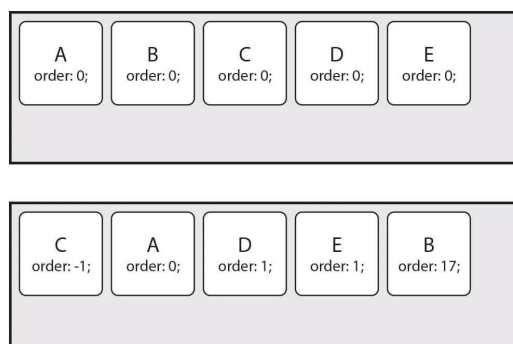 A
order: 0;
B
order: 0;
C
order: 0;
D
order: 0;
E
order: 0;
C
order: -1;
A
order: 0;
D
order: 1;
E
order: 1;
B
order: 17;